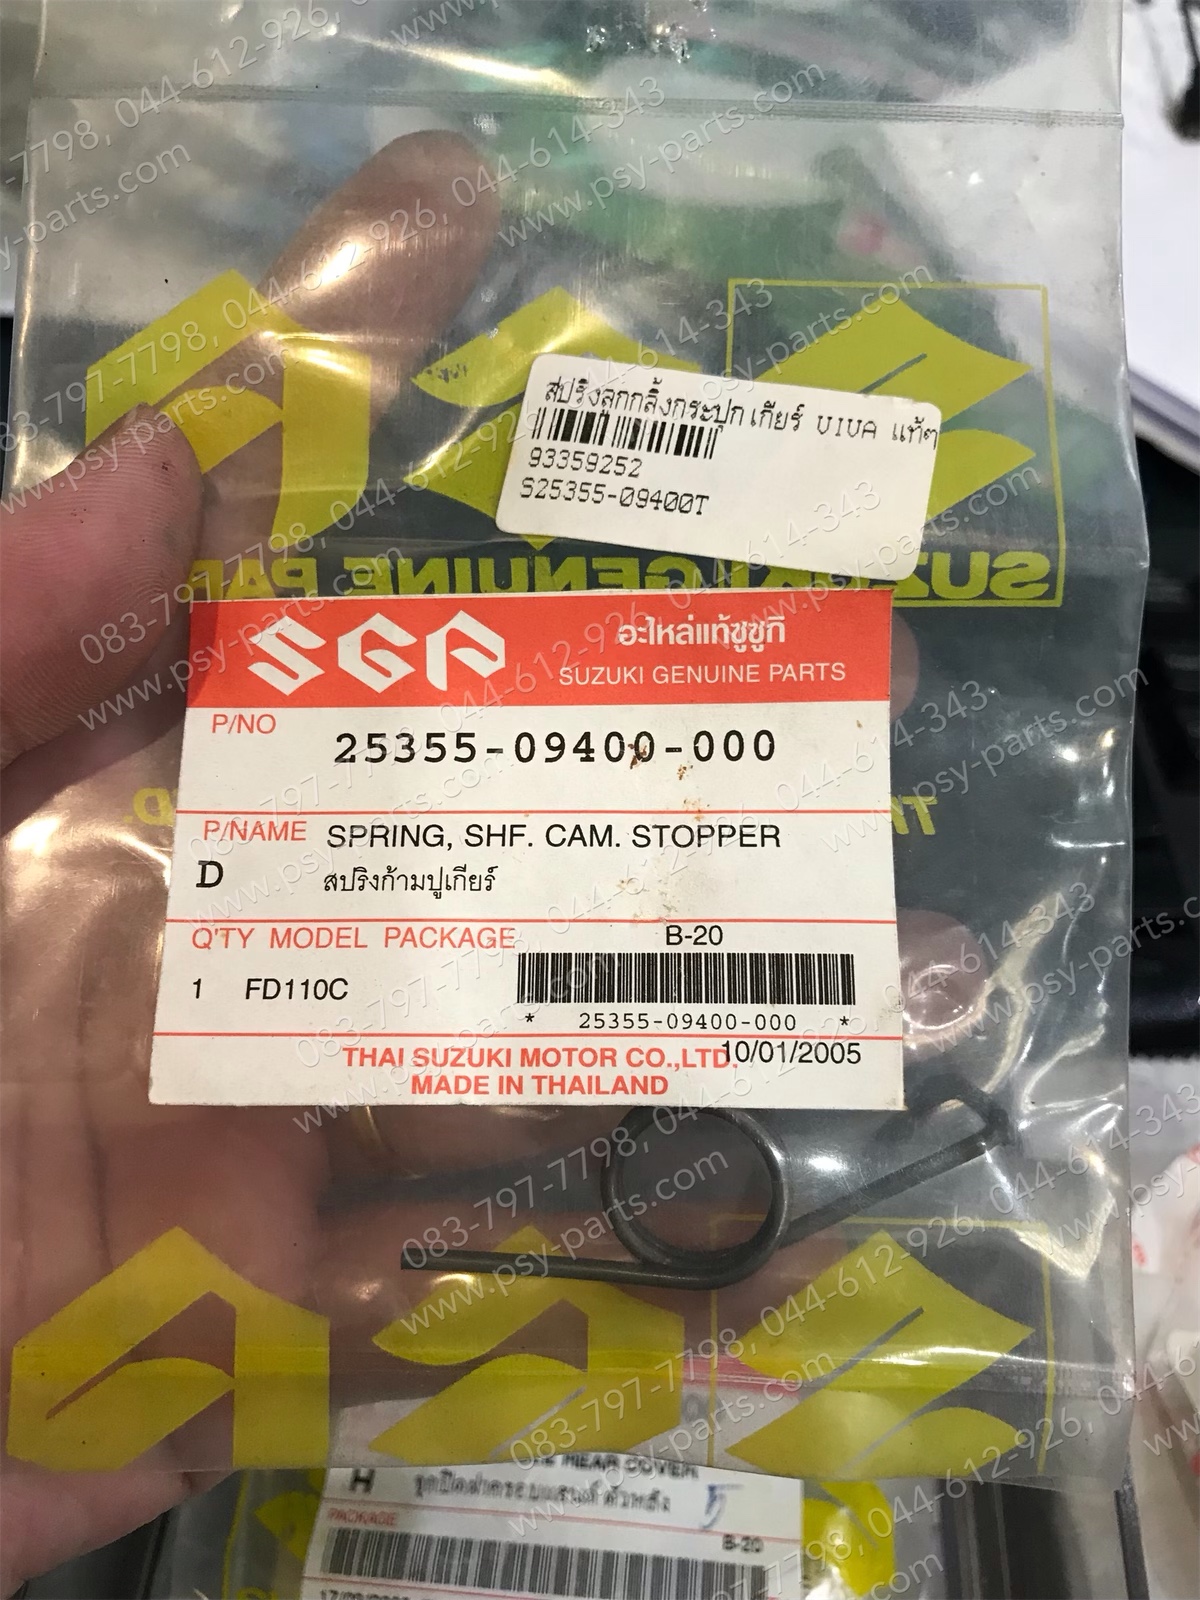 สปริงลูกกลิ้งกระปุกเกียร์ VIVA แท้ๆ
93359252
S25355-09400T
SUZUKI GENUINE PAR
SGP
อะไหล่แท้ซูซูกิ
SUZUKI GENUINE PARTS
P/NO 25355-09400-000
P/NAME SPRING, SHF. CAM. STOPPER
D สปริงก้ามปูเกียร์
Q'TY MODEL PACKAGE B-20
1 FD110C
* 25355-09400-000 *
THAI SUZUKI MOTOR CO.,LTD. 10/01/2005
MADE IN THAILAND
REAR COVER
H
PACKAGE
B-20
083-797-7798, 044-612-926, 044-614-343
www.psy-parts.com